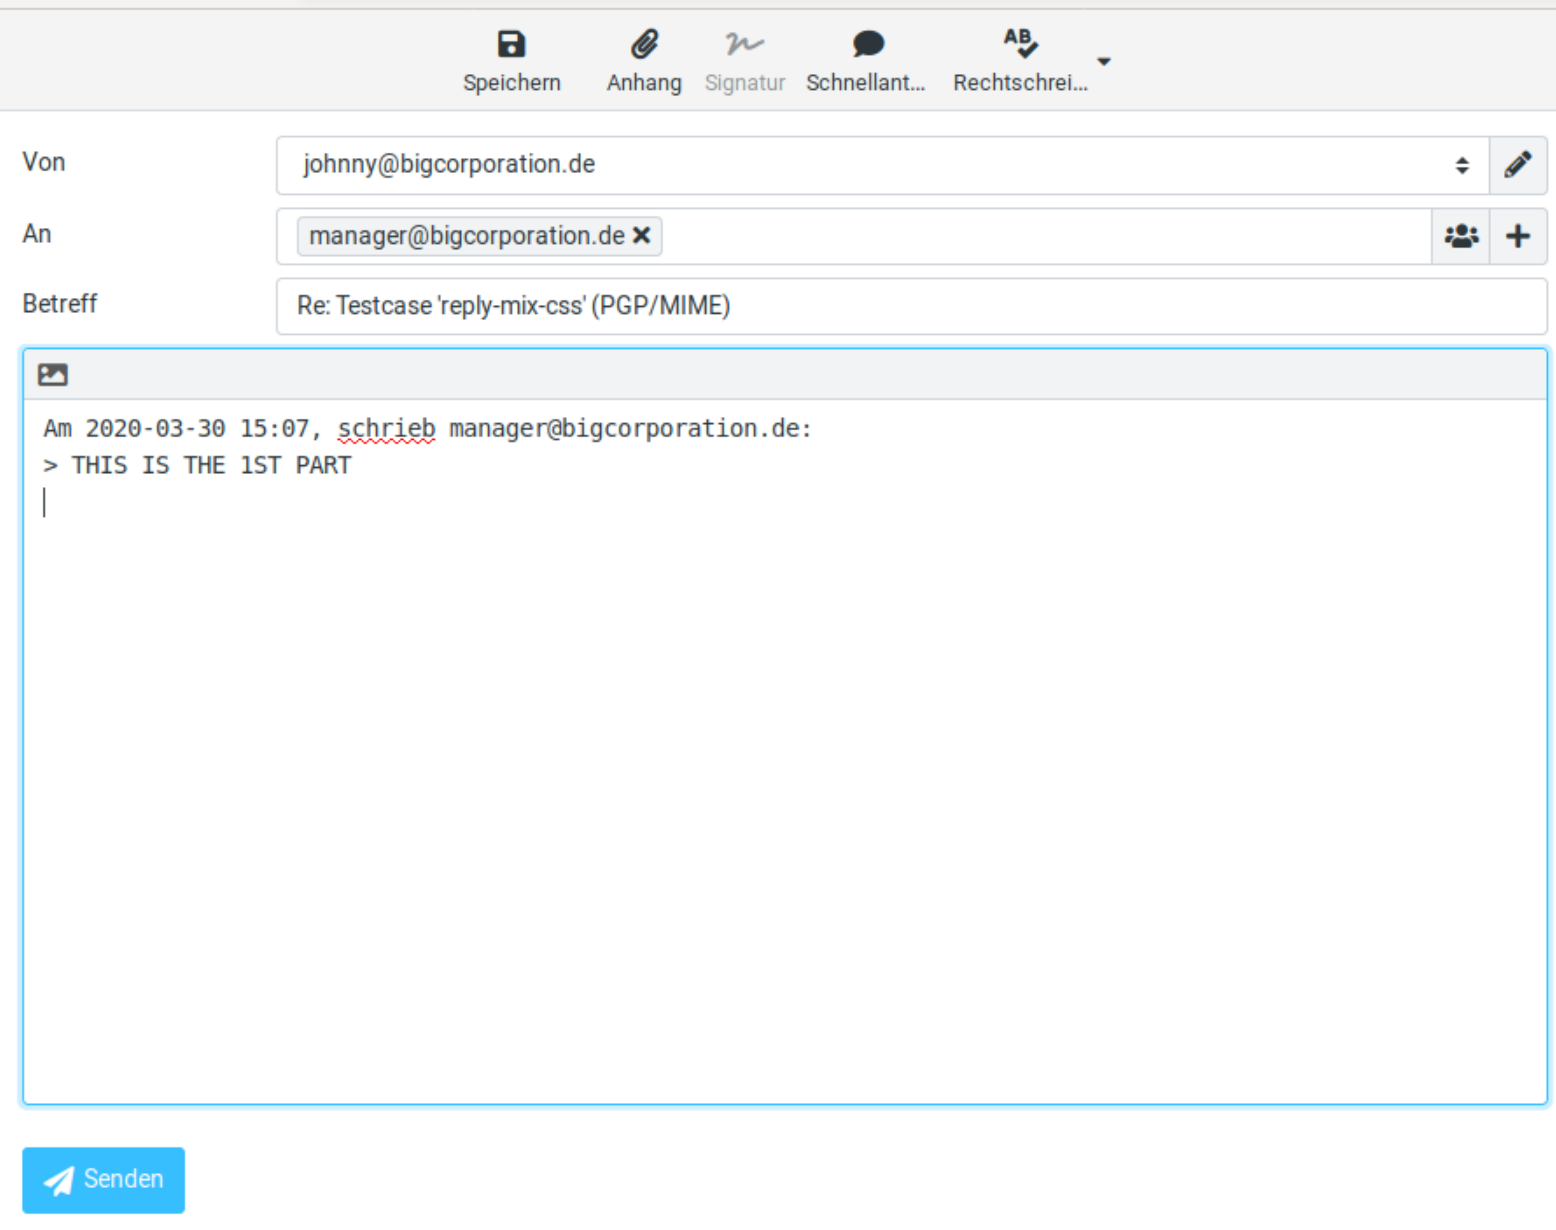 Speichern Anhang Signatur Schnellant... Rechtschrei...
Von johnny@bigcorporation.de
An manager@bigcorporation.de
Betreff Re: Testcase 'reply-mix-css' (PGP/MIME)
Am 2020-03-30 15:07, schrieb manager@bigcorporation.de:
> THIS IS THE 1ST PART
Senden